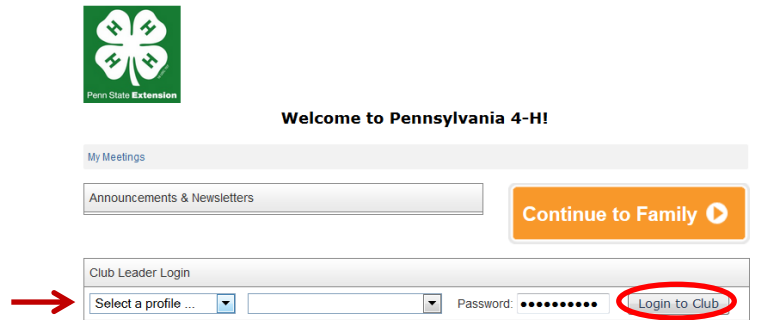 H H
H H
Penn State Extension
Welcome to Pennsylvania 4-H!
My Meetings
Announcements & Newsletters
Continue to Family
Club Leader Login
Select a profile ...
Password: ●●●●●●●●●● Login to Club